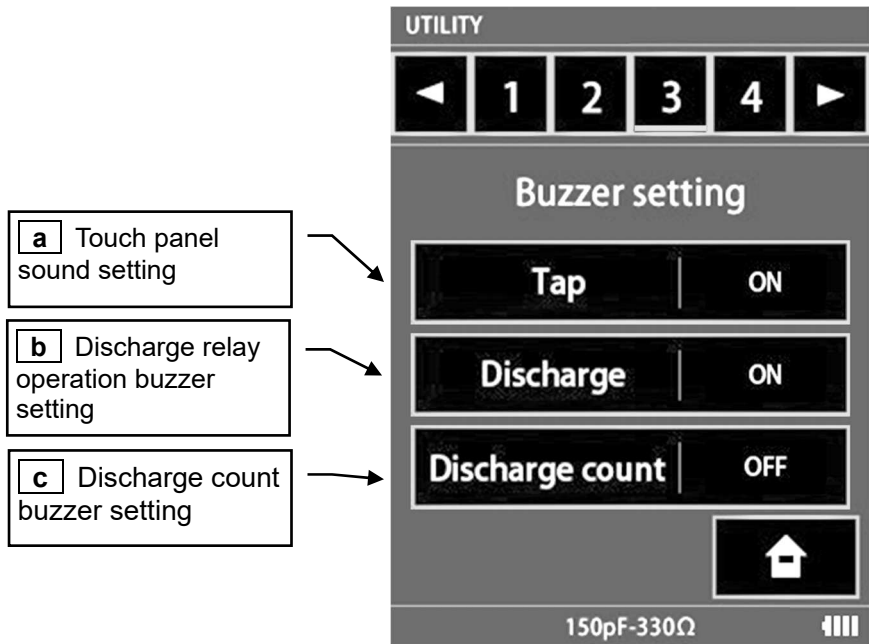 UTILITY
1 2 3 4
Buzzer setting
a Touch panel
sound setting
Tap ON
b Discharge relay
operation buzzer
setting
Discharge ON
c Discharge count
buzzer setting
Discharge count OFF
150pF-330Ω